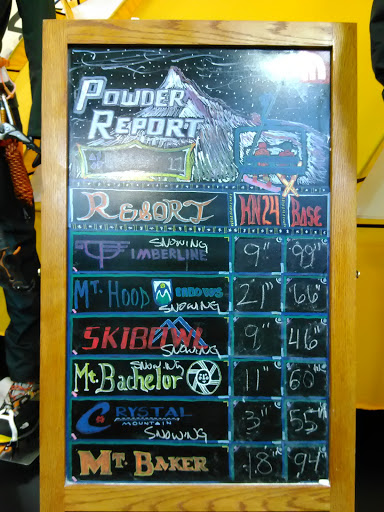 POWDER
REPORT
RESORT HN24 BASE
TIMBERLINE SNOWING 9" 99"
MT. HOOD MEADOWS SNOWING 21" 66"
SKIBOWL SNOWING 9" 46"
Mt. Bachelor SNOWING 11" 60"
CRYSTAL MOUNTAIN SNOWING 3" 55"
MT. BAKER 18" 94"